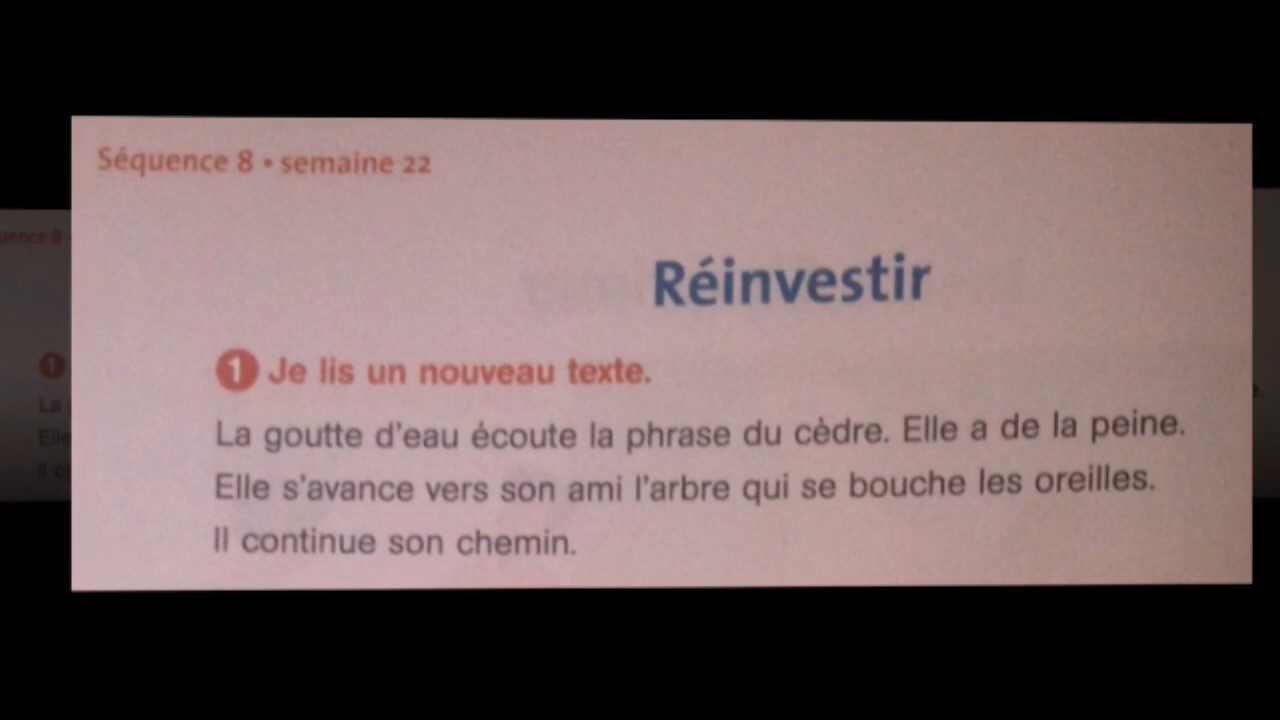 Séquence 8 • semaine 22
Réinvestir
1 Je lis un nouveau texte.
La goutte d'eau écoute la phrase du cèdre. Elle a de la peine.
Elle s'avance vers son ami l'arbre qui se bouche les oreilles.
Il continue son chemin.